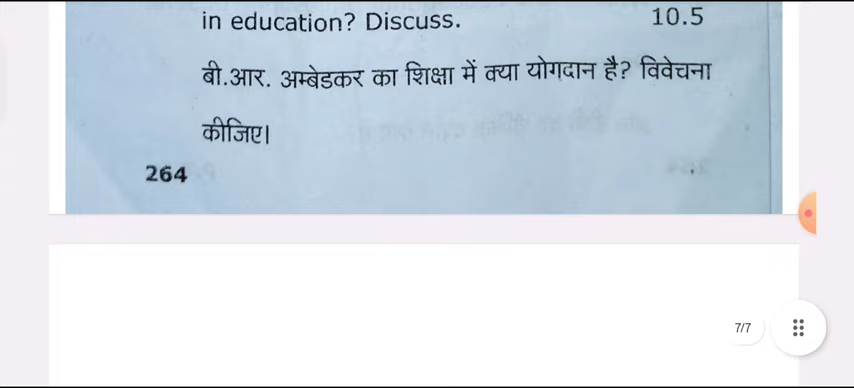 in education? Discuss. 10.5
बी.आर. अम्बेडकर का शिक्षा में क्या योगदान है? विवेचना
कीजिए।
264
7/7